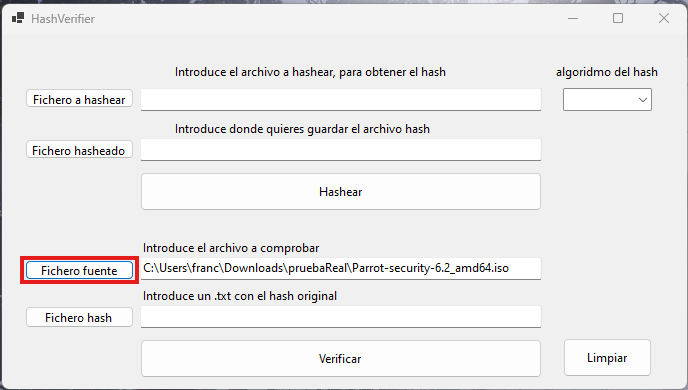 HashVerifier
Introduce el archivo a hashear, para obtener el hash
algoridmo del hash
Fichero a hashear
Introduce donde quieres guardar el archivo hash
Fichero hasheado
Hashear
Introduce el archivo a comprobar
Fichero fuente
C:\Users\franc\Downloads\pruebaReal\Parrot-security-6.2_amd64.iso
Introduce un .txt con el hash original
Fichero hash
Verificar
Limpiar